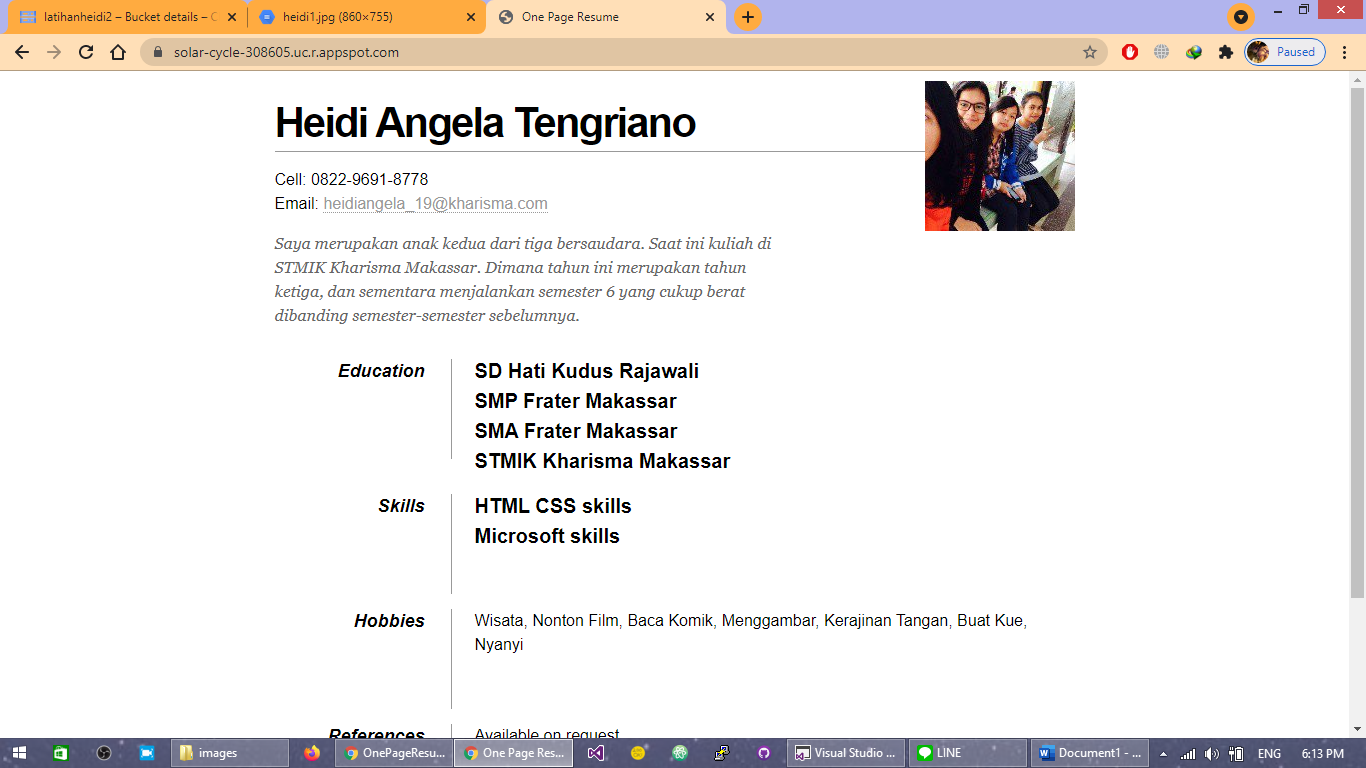 latihanheidi2 – Bucket details – C
heidi1.jpg (860×755)
One Page Resume
solar-cycle-308605.uc.r.appspot.com
Paused
Heidi Angela Tengriano
Cell: 0822-9691-8778
Email: heidiangela_19@kharisma.com
Saya merupakan anak kedua dari tiga bersaudara. Saat ini kuliah di
STMIK Kharisma Makassar. Dimana tahun ini merupakan tahun
ketiga, dan sementara menjalankan semester 6 yang cukup berat
dibanding semester-semester sebelumnya.
Education
SD Hati Kudus Rajawali
SMP Frater Makassar
SMA Frater Makassar
STMIK Kharisma Makassar
Skills
HTML CSS skills
Microsoft skills
Hobbies
Wisata, Nonton Film, Baca Komik, Menggambar, Kerajinan Tangan, Buat Kue,
Nyanyi
References
Available on request
images
OnePageResu...
One Page Res...
Visual Studio ...
LINE
Document1 - ...
ENG
6:13 PM